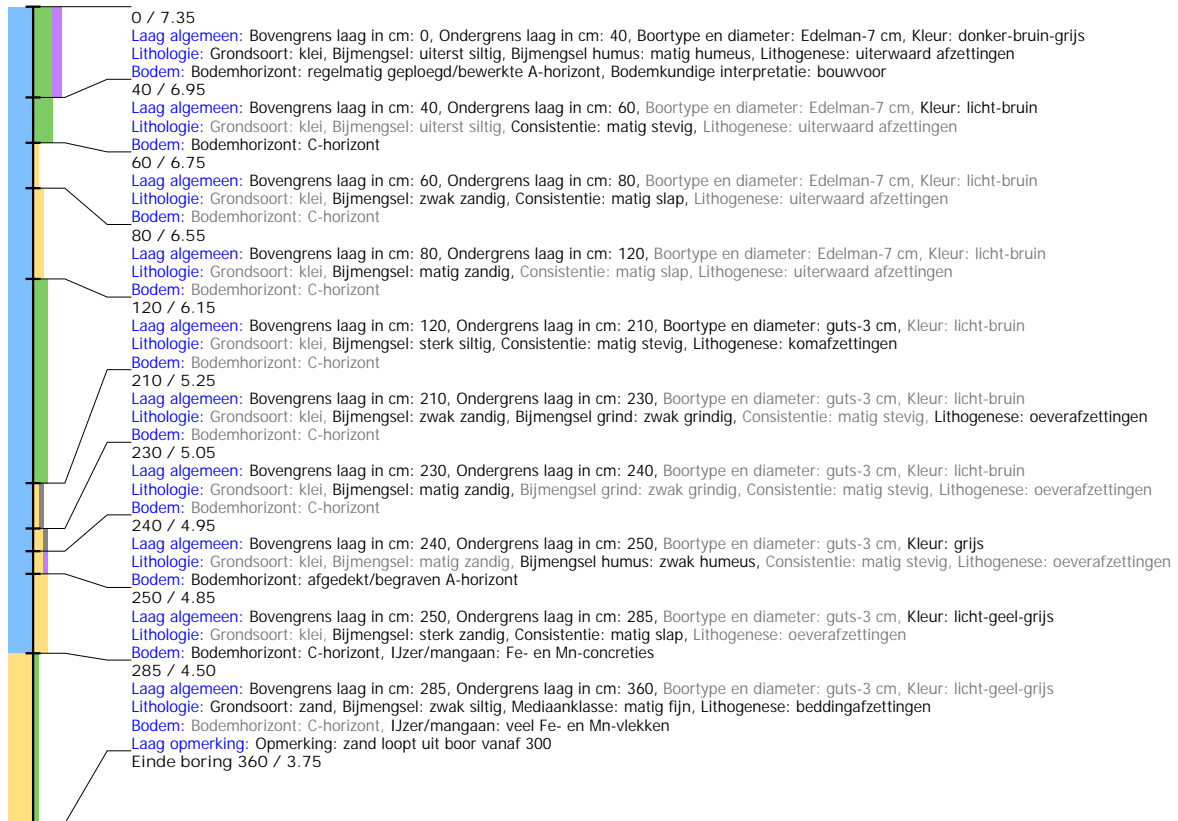 0 / 7.35
Laag algemeen: Bovengrens laag in cm: 0, Ondergrens laag in cm: 40, Boortype en diameter: Edelman-7 cm, Kleur: donker-bruin-grijs
Lithologie: Grondsoort: klei, Bijmengsel: uiterst siltig, Bijmengsel humus: matig humeus, Lithogenese: uiterwaard afzettingen
Bodem: Bodemhorizont: regelmatig geploegd/bewerkte A-horizont, Bodemkundige interpretatie: bouwvoor
40 / 6.95
Laag algemeen: Bovengrens laag in cm: 40, Ondergrens laag in cm: 60, Boortype en diameter: Edelman-7 cm, Kleur: licht-bruin
Lithologie: Grondsoort: klei, Bijmengsel: uiterst siltig, Consistentie: matig stevig, Lithogenese: uiterwaard afzettingen
Bodem: Bodemhorizont: C-horizont
60 / 6.75
Laag algemeen: Bovengrens laag in cm: 60, Ondergrens laag in cm: 80, Boortype en diameter: Edelman-7 cm, Kleur: licht-bruin
Lithologie: Grondsoort: klei, Bijmengsel: zwak zandig, Consistentie: matig slap, Lithogenese: uiterwaard afzettingen
Bodem: Bodemhorizont: C-horizont
80 / 6.55
Laag algemeen: Bovengrens laag in cm: 80, Ondergrens laag in cm: 120, Boortype en diameter: Edelman-7 cm, Kleur: licht-bruin
Lithologie: Grondsoort: klei, Bijmengsel: matig zandig, Consistentie: matig slap, Lithogenese: uiterwaard afzettingen
Bodem: Bodemhorizont: C-horizont
120 / 6.15
Laag algemeen: Bovengrens laag in cm: 120, Ondergrens laag in cm: 210, Boortype en diameter: guts-3 cm, Kleur: licht-bruin
Lithologie: Grondsoort: klei, Bijmengsel: sterk siltig, Consistentie: matig stevig, Lithogenese: komafzettingen
Bodem: Bodemhorizont: C-horizont
210 / 5.25
Laag algemeen: Bovengrens laag in cm: 210, Ondergrens laag in cm: 230, Boortype en diameter: guts-3 cm, Kleur: licht-bruin
Lithologie: Grondsoort: klei, Bijmengsel: zwak zandig, Bijmengsel grind: zwak grindig, Consistentie: matig stevig, Lithogenese: oeverafzettingen
Bodem: Bodemhorizont: C-horizont
230 / 5.05
Laag algemeen: Bovengrens laag in cm: 230, Ondergrens laag in cm: 240, Boortype en diameter: guts-3 cm, Kleur: licht-bruin
Lithologie: Grondsoort: klei, Bijmengsel: matig zandig, Bijmengsel grind: zwak grindig, Consistentie: matig stevig, Lithogenese: oeverafzettingen
Bodem: Bodemhorizont: C-horizont
240 / 4.95
Laag algemeen: Bovengrens laag in cm: 240, Ondergrens laag in cm: 250, Boortype en diameter: guts-3 cm, Kleur: grijs
Lithologie: Grondsoort: klei, Bijmengsel: matig zandig, Bijmengsel humus: zwak humeus, Consistentie: matig stevig, Lithogenese: oeverafzettingen
Bodem: Bodemhorizont: afgedekt/begraven A-horizont
250 / 4.85
Laag algemeen: Bovengrens laag in cm: 250, Ondergrens laag in cm: 285, Boortype en diameter: guts-3 cm, Kleur: licht-geel-grijs
Lithologie: Grondsoort: klei, Bijmengsel: sterk zandig, Consistentie: matig slap, Lithogenese: oeverafzettingen
Bodem: Bodemhorizont: C-horizont, IJzer/mangaan: Fe- en Mn-concreties
285 / 4.50
Laag algemeen: Bovengrens laag in cm: 285, Ondergrens laag in cm: 360, Boortype en diameter: guts-3 cm, Kleur: licht-geel-grijs
Lithologie: Grondsoort: zand, Bijmengsel: zwak siltig, Mediaanklasse: matig fijn, Lithogenese: beddingafzettingen
Bodem: Bodemhorizont: C-horizont, IJzer/mangaan: veel Fe- en Mn-vlekken
Laag opmerking: Opmerking: zand loopt uit boor vanaf 300
Einde boring 360 / 3.75